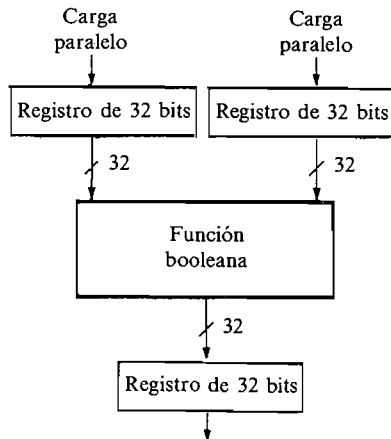 Carga
paralelo
Carga
paralelo
Registro de 32 bits
Registro de 32 bits
32
32
Función
booleana
32
Registro de 32 bits